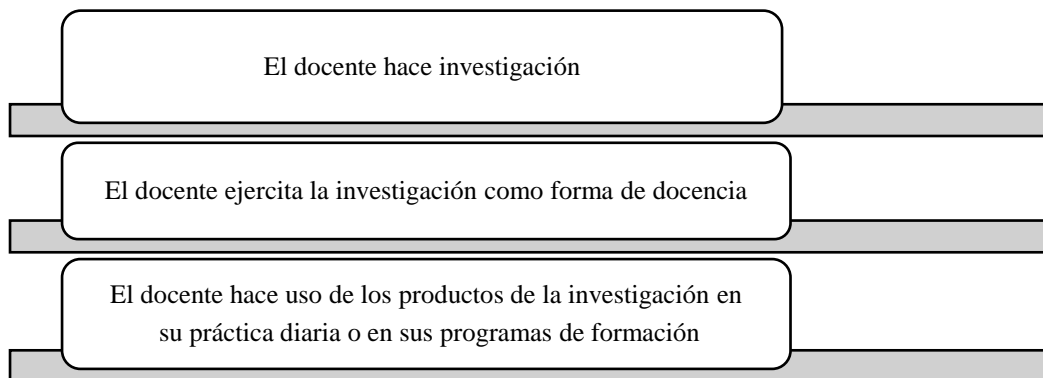 El docente hace investigación
El docente ejercita la investigación como forma de docencia
El docente hace uso de los productos de la investigación en
su práctica diaria o en sus programas de formación